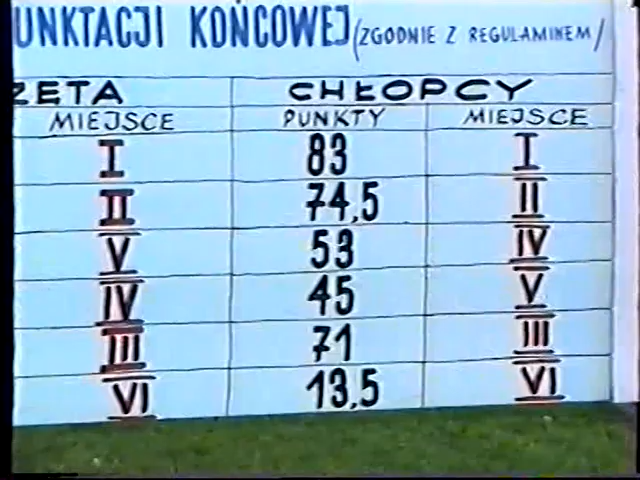 UNKTACJI KOŃCOWEJ (ZGODNIE Z REGULAMINEM/
ZETA CHŁOPCY
MIEJSCE PUNKTY MIEJSCE
I 83 I
II 74,5 II
V 53 IV
IV 45 V
III 71 III
VI 13,5 VI